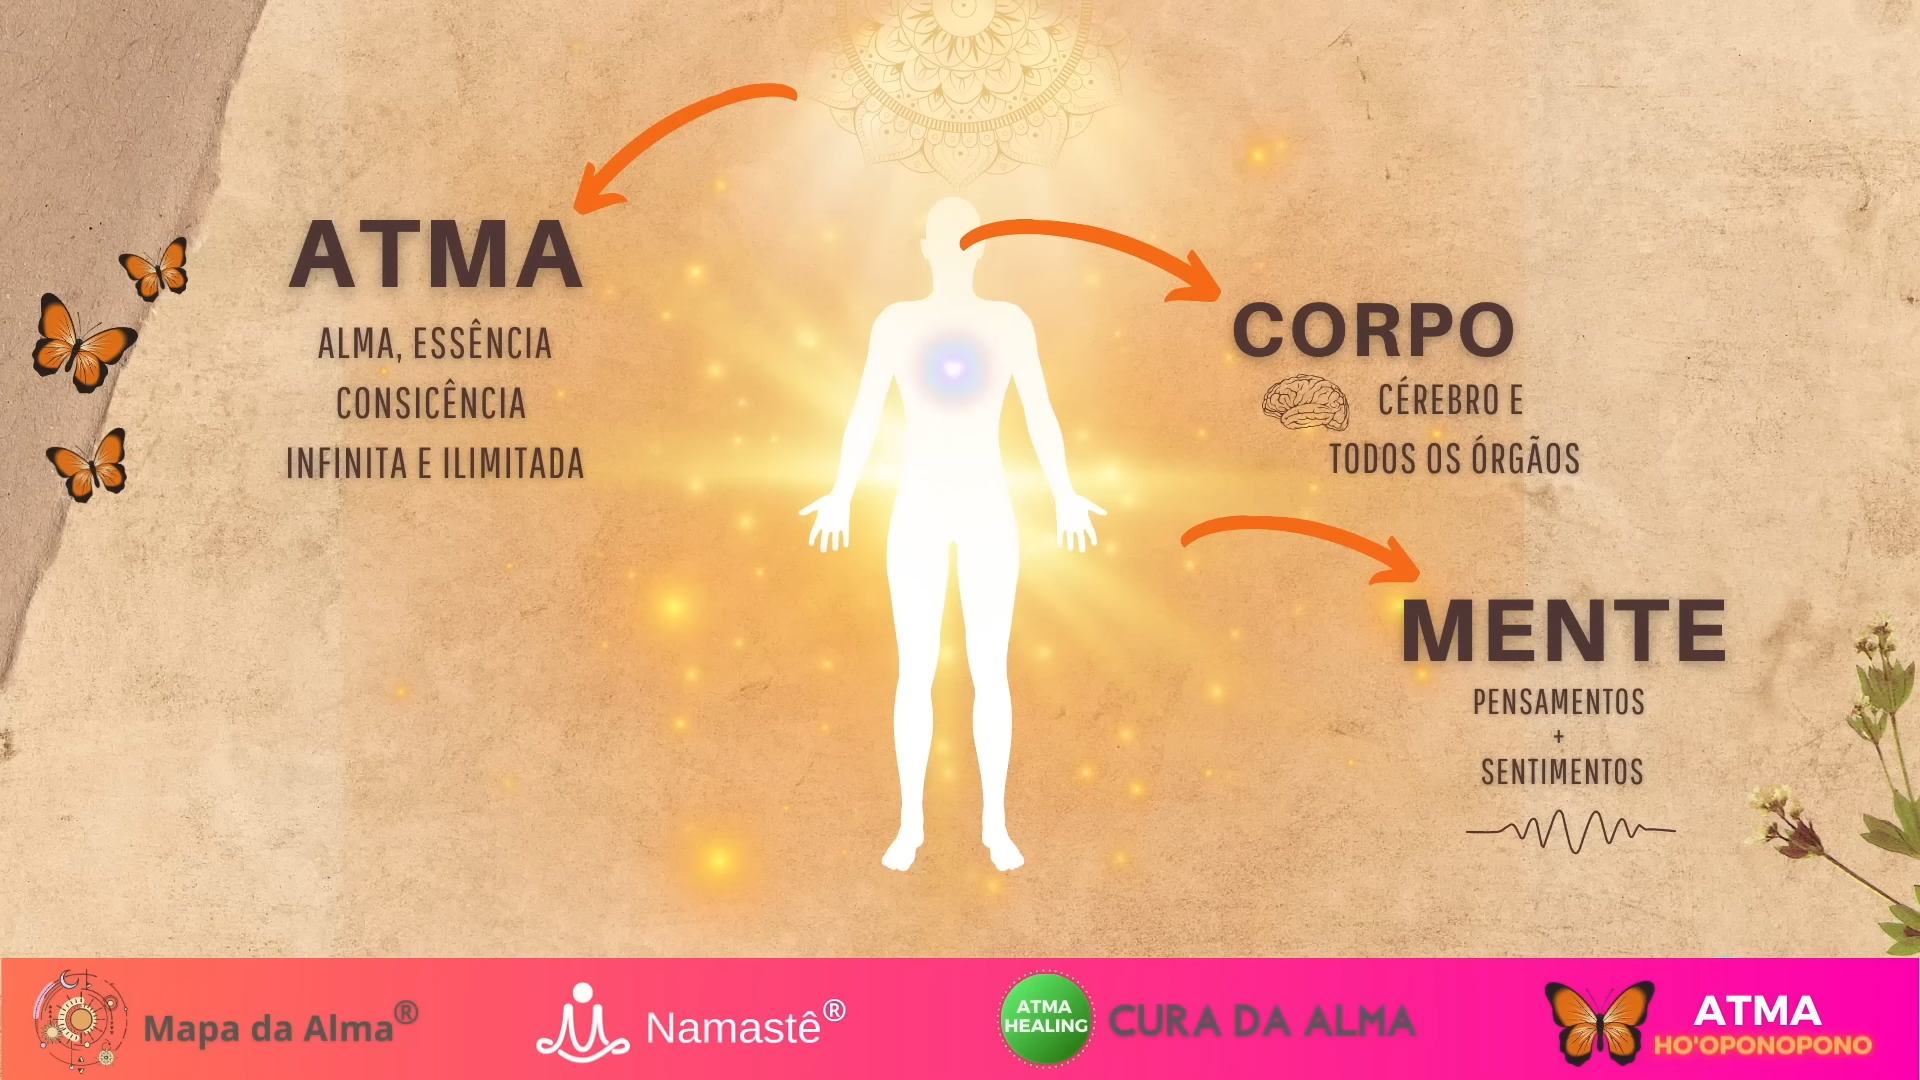 ATMA
ALMA, ESSÊNCIA
CONSICÊNCIA
INFINITA E ILIMITADA
CORPO
CÉREBRO E
TODOS OS ÓRGÃOS
MENTE
PENSAMENTOS
+
SENTIMENTOS
Mapa da Alma®
Namastê®
ATMA
HEALING
CURA DA ALMA
ATMA
HO'OPONOPONO